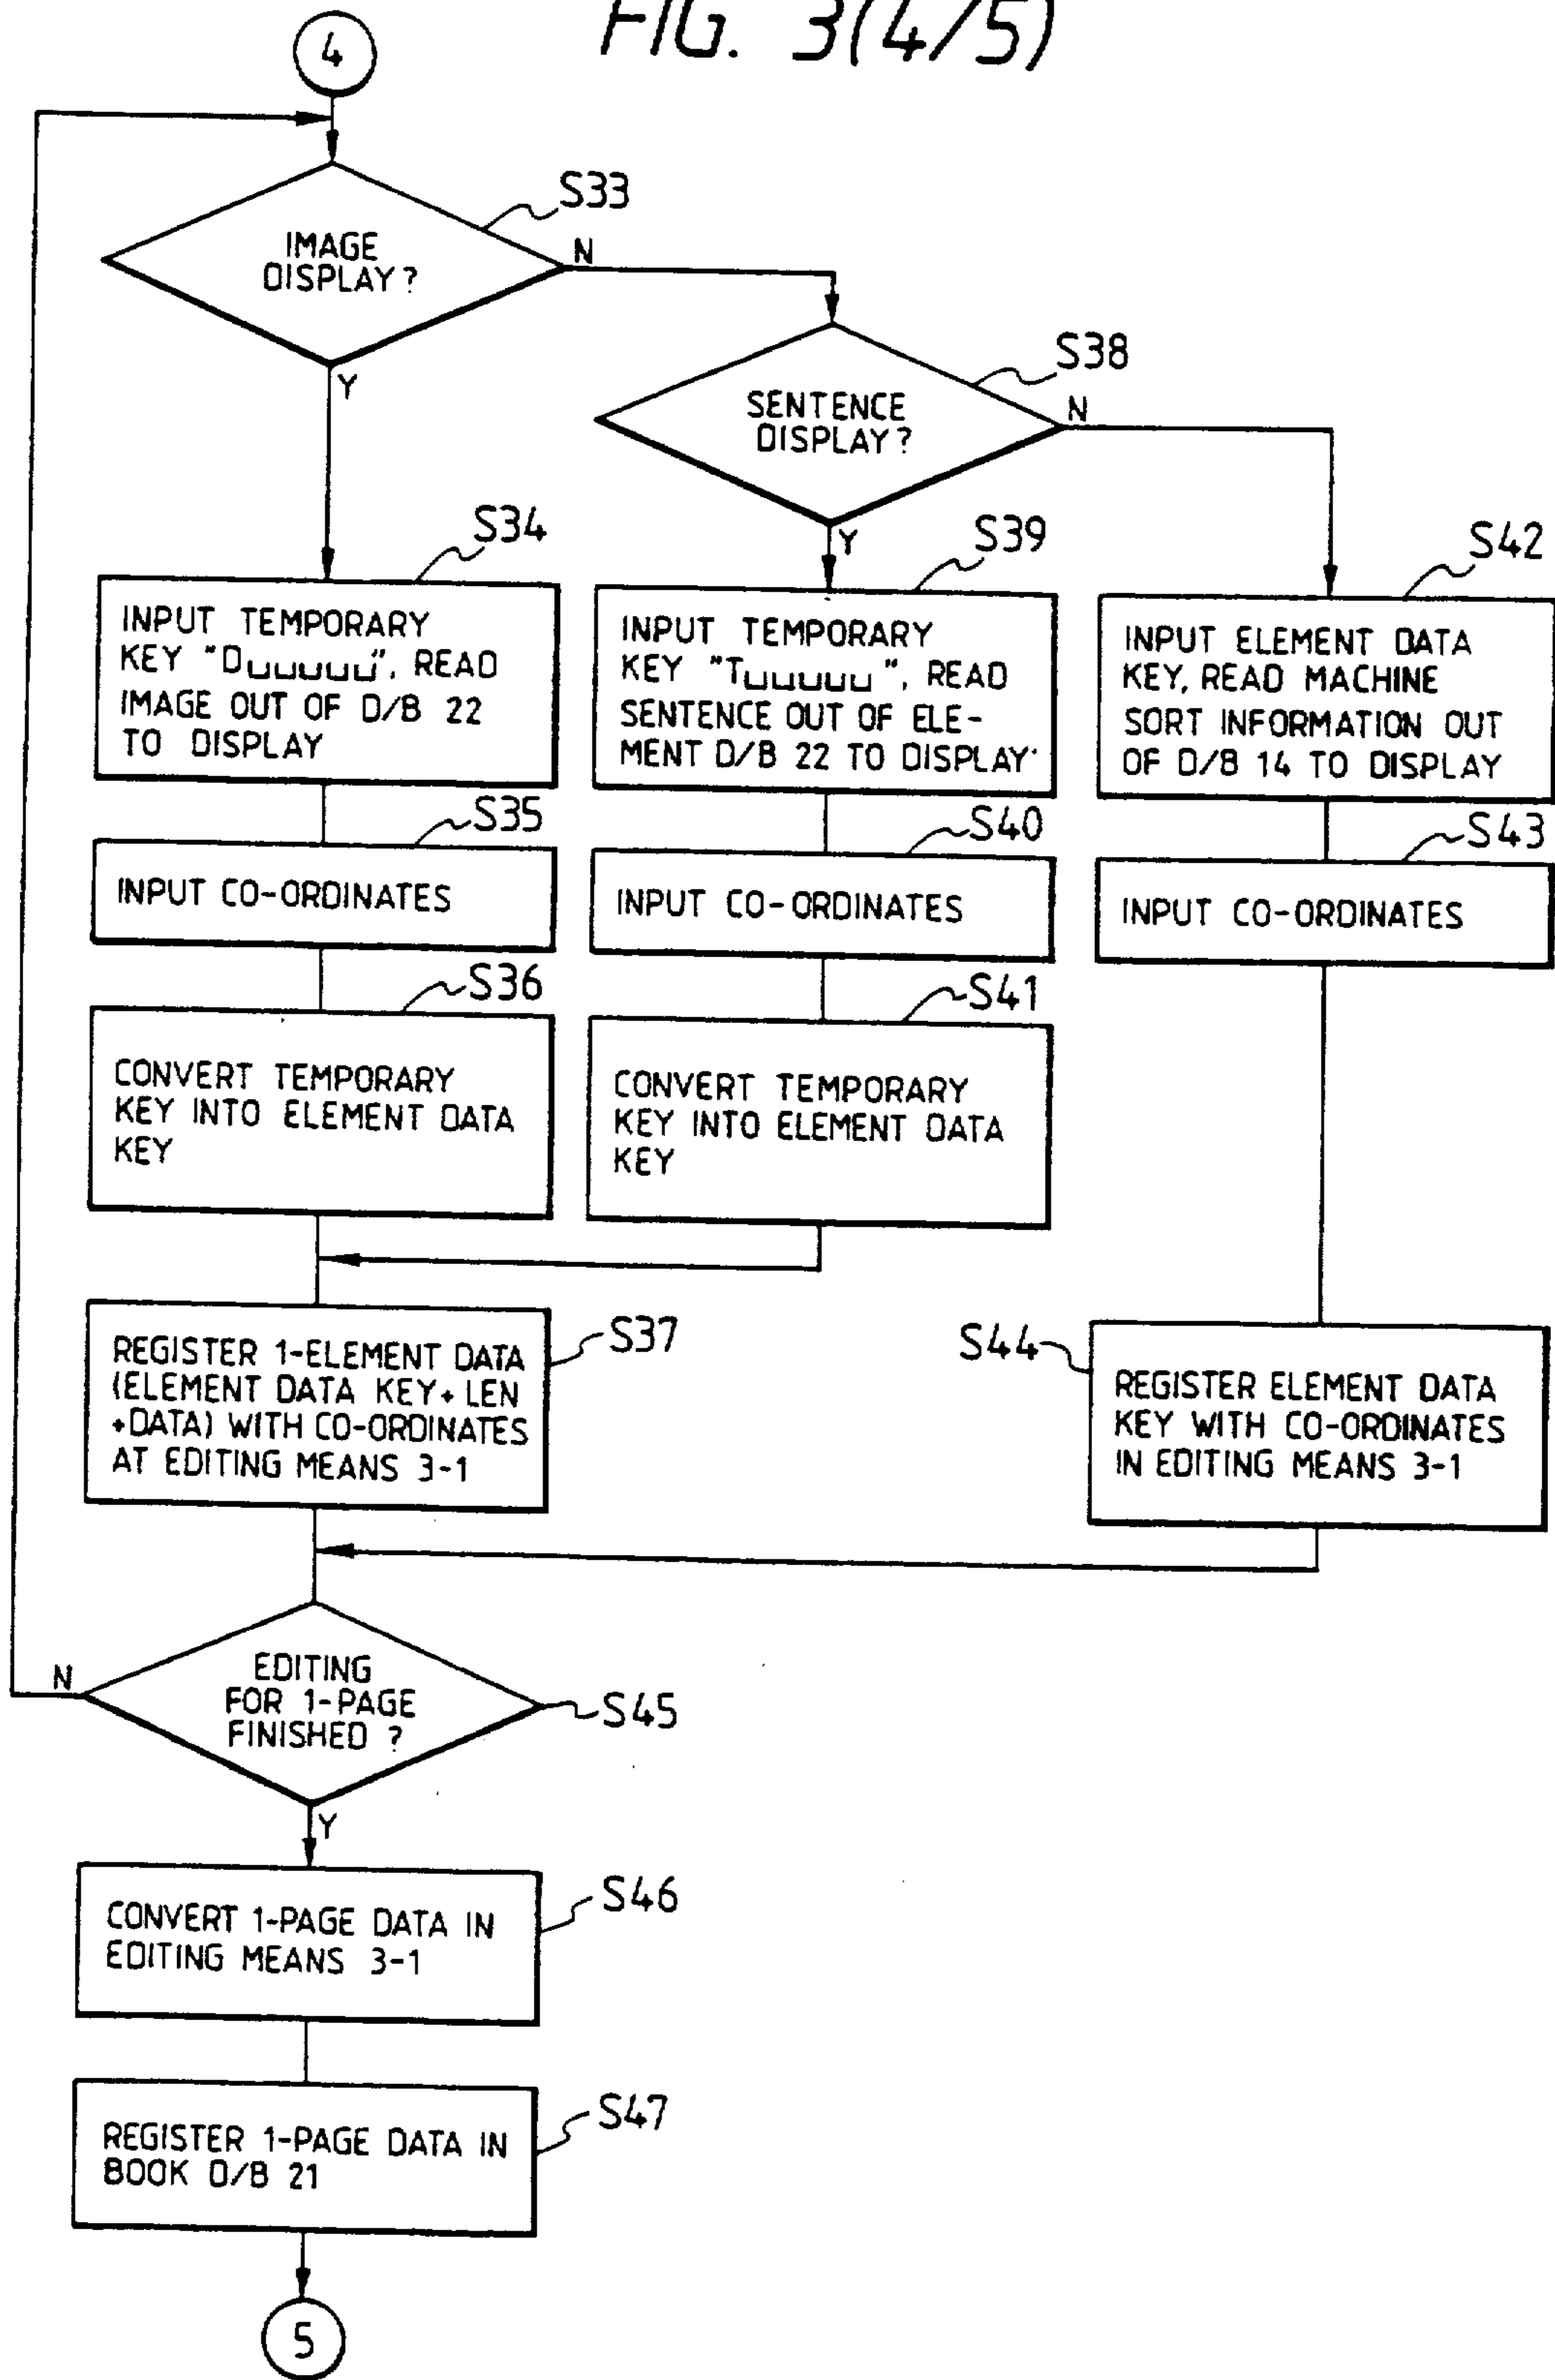 FIG. 3(4/5)
4
S33
IMAGE
DISPLAY?
N
Y
S38
SENTENCE
DISPLAY?
N
Y
S34
INPUT TEMPORARY
KEY "D␣␣␣␣␣␣", READ
IMAGE OUT OF D/B 22
TO DISPLAY
S39
INPUT TEMPORARY
KEY "T␣␣␣␣␣␣", READ
SENTENCE OUT OF ELE-
MENT D/B 22 TO DISPLAY
S42
INPUT ELEMENT DATA
KEY, READ MACHINE
SORT INFORMATION OUT
OF D/B 14 TO DISPLAY
S35
INPUT CO-ORDINATES
S40
INPUT CO-ORDINATES
S43
INPUT CO-ORDINATES
S36
CONVERT TEMPORARY
KEY INTO ELEMENT DATA
KEY
S41
CONVERT TEMPORARY
KEY INTO ELEMENT DATA
KEY
S37
REGISTER 1-ELEMENT DATA
(ELEMENT DATA KEY+LEN
+DATA) WITH CO-ORDINATES
AT EDITING MEANS 3-1
S44
REGISTER ELEMENT DATA
KEY WITH CO-ORDINATES
IN EDITING MEANS 3-1
N
EDITING
FOR 1-PAGE
FINISHED ?
S45
Y
S46
CONVERT 1-PAGE DATA IN
EDITING MEANS 3-1
S47
REGISTER 1-PAGE DATA IN
BOOK D/B 21
5